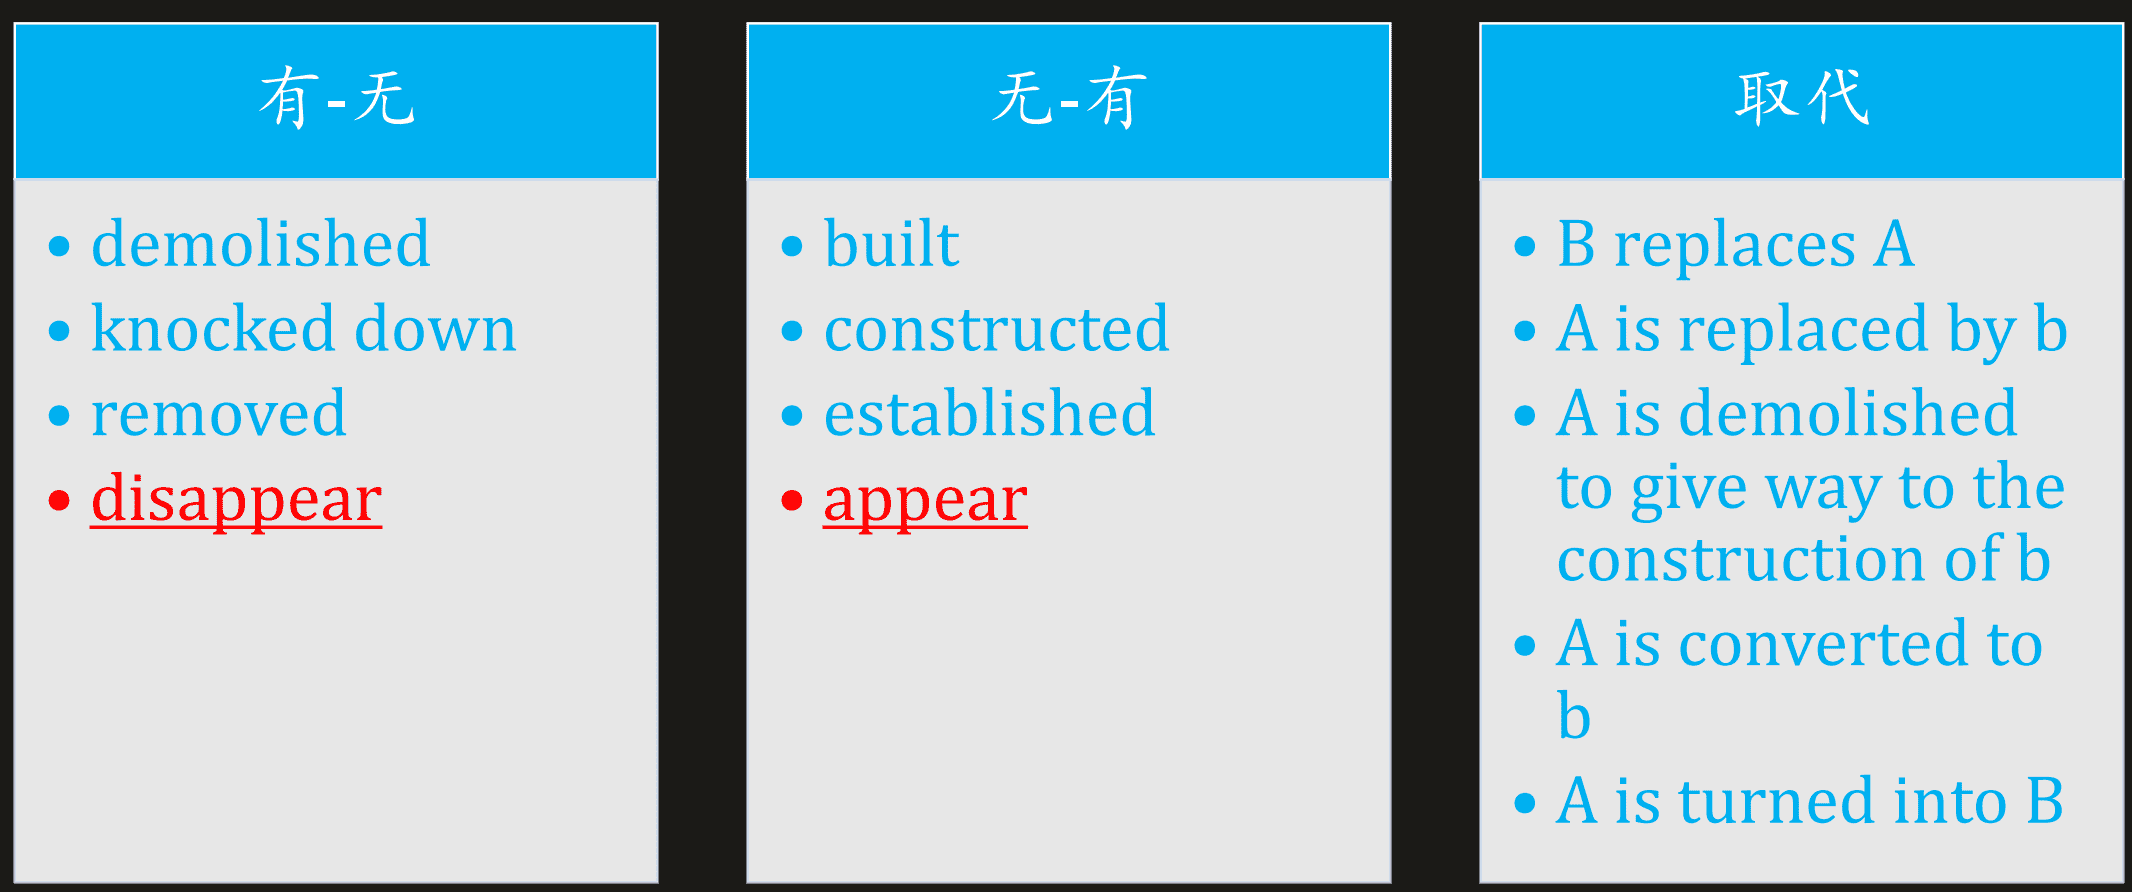 有-无
• demolished
• knocked down
• removed
• disappear
无-有
• built
• constructed
• established
• appear
取代
• B replaces A
• A is replaced by b
• A is demolished
to give way to the
construction of b
• A is converted to
b
• A is turned into B